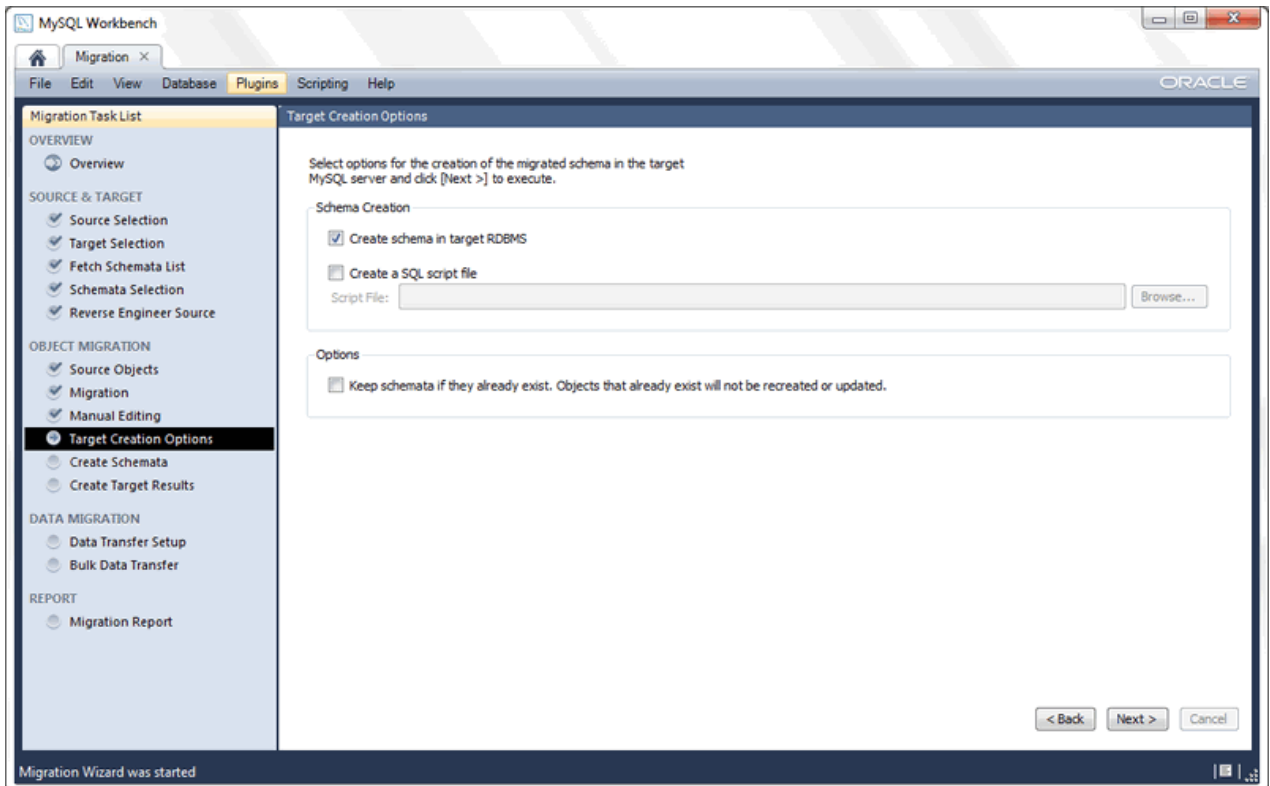 MySQL Workbench
Migration
File Edit View Database Plugins Scripting Help
ORACLE
Migration Task List
OVERVIEW
Overview
SOURCE & TARGET
Source Selection
Target Selection
Fetch Schemata List
Schemata Selection
Reverse Engineer Source
OBJECT MIGRATION
Source Objects
Migration
Manual Editing
Target Creation Options
Create Schemata
Create Target Results
DATA MIGRATION
Data Transfer Setup
Bulk Data Transfer
REPORT
Migration Report
Target Creation Options
Select options for the creation of the migrated schema in the target
MySQL server and click [Next >] to execute.
Schema Creation
Create schema in target RDBMS
Create a SQL script file
Script File:
Browse...
Options
Keep schemata if they already exist. Objects that already exist will not be recreated or updated.
< Back Next > Cancel
Migration Wizard was started